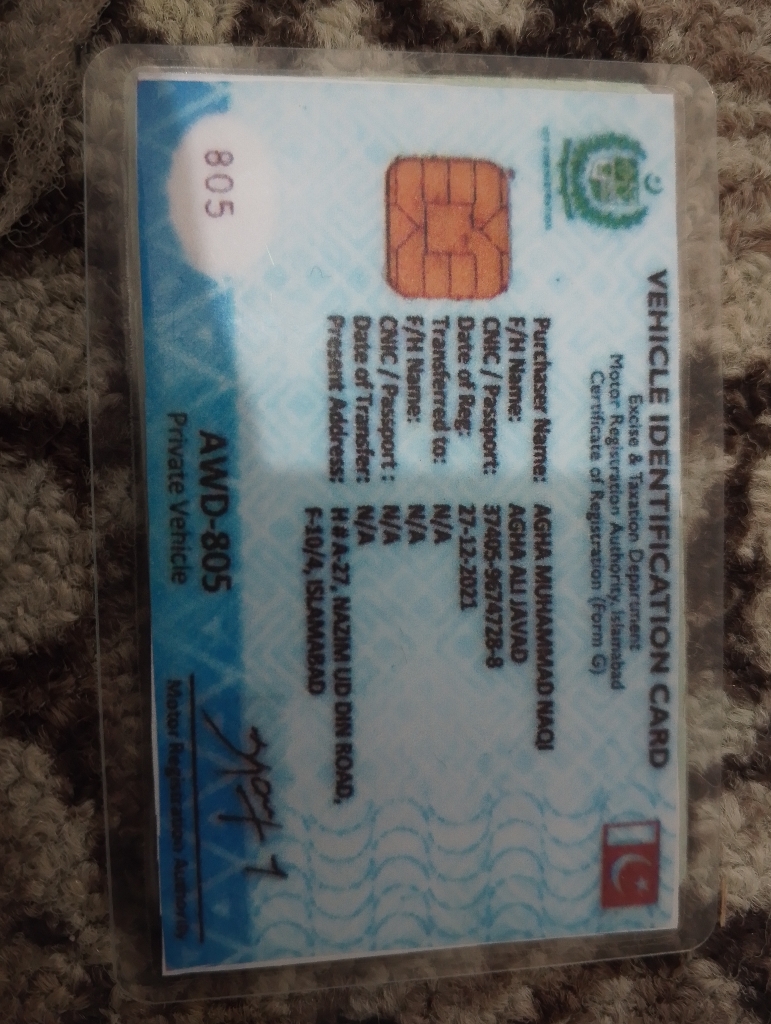 VEHICLE IDENTIFICATION CARD
Excise & Taxation Department
Motor Registration Authority, Islamabad
Certificate of Registration (Form G)
Purchaser Name: AGHA MUHAMMAD NAQI
F/H Name: AGHA ALI JAVAD
CNIC / Passport: 37405-9674728-8
Date of Reg: 27-12-2021
Transferred to: N/A
F/H Name: N/A
CNIC / Passport : N/A
Date of Transfer: N/A
Present Address: H # A-27, NAZIM UD DIN ROAD,
F-10/4, ISLAMABAD
805
AWD-805
Private Vehicle
Motor Registration Authority